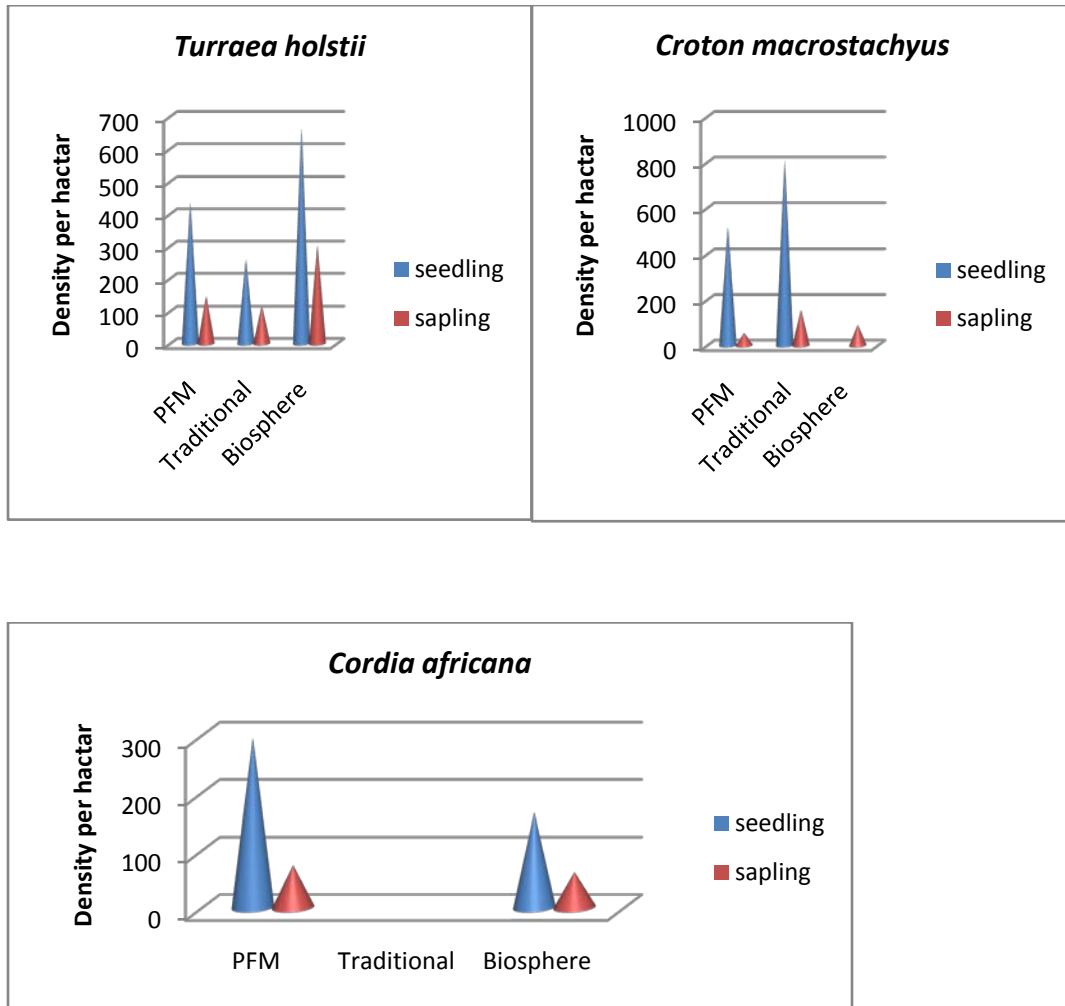 Turraea holstii
Density per hactar
700
600
500
400
300
200
100
0
PFM
Traditional
Biosphere
seedling
sapling
Croton macrostachyus
Density per hactar
1000
800
600
400
200
0
PFM
Traditional
Biosphere
seedling
sapling
Cordia africana
Density per hactar
300
200
100
0
PFM Traditional Biosphere
seedling
sapling